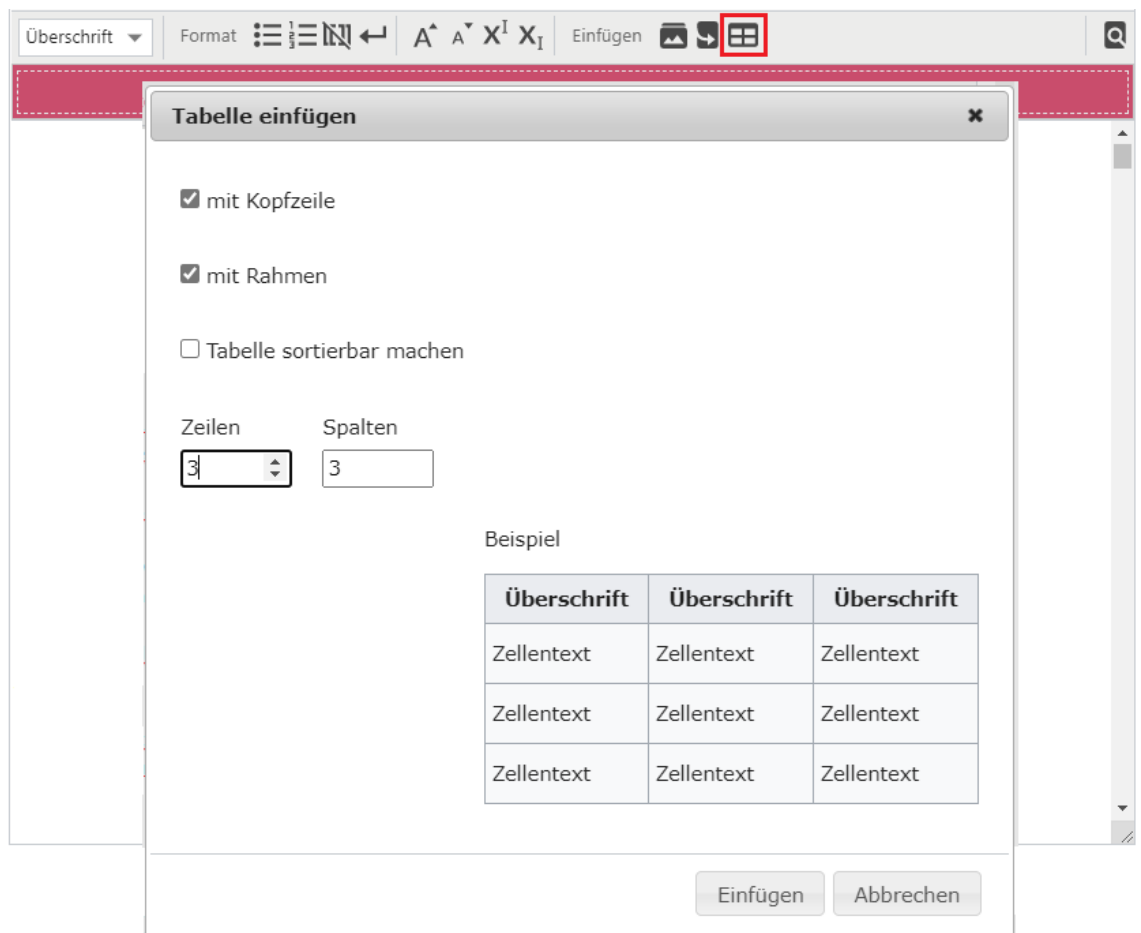 Überschrift Format Einfügen
Tabelle einfügen
mit Kopfzeile
mit Rahmen
Tabelle sortierbar machen
Zeilen Spalten
3 3
Beispiel
Überschrift Überschrift Überschrift
Zellentext Zellentext Zellentext
Zellentext Zellentext Zellentext
Zellentext Zellentext Zellentext
Einfügen Abbrechen